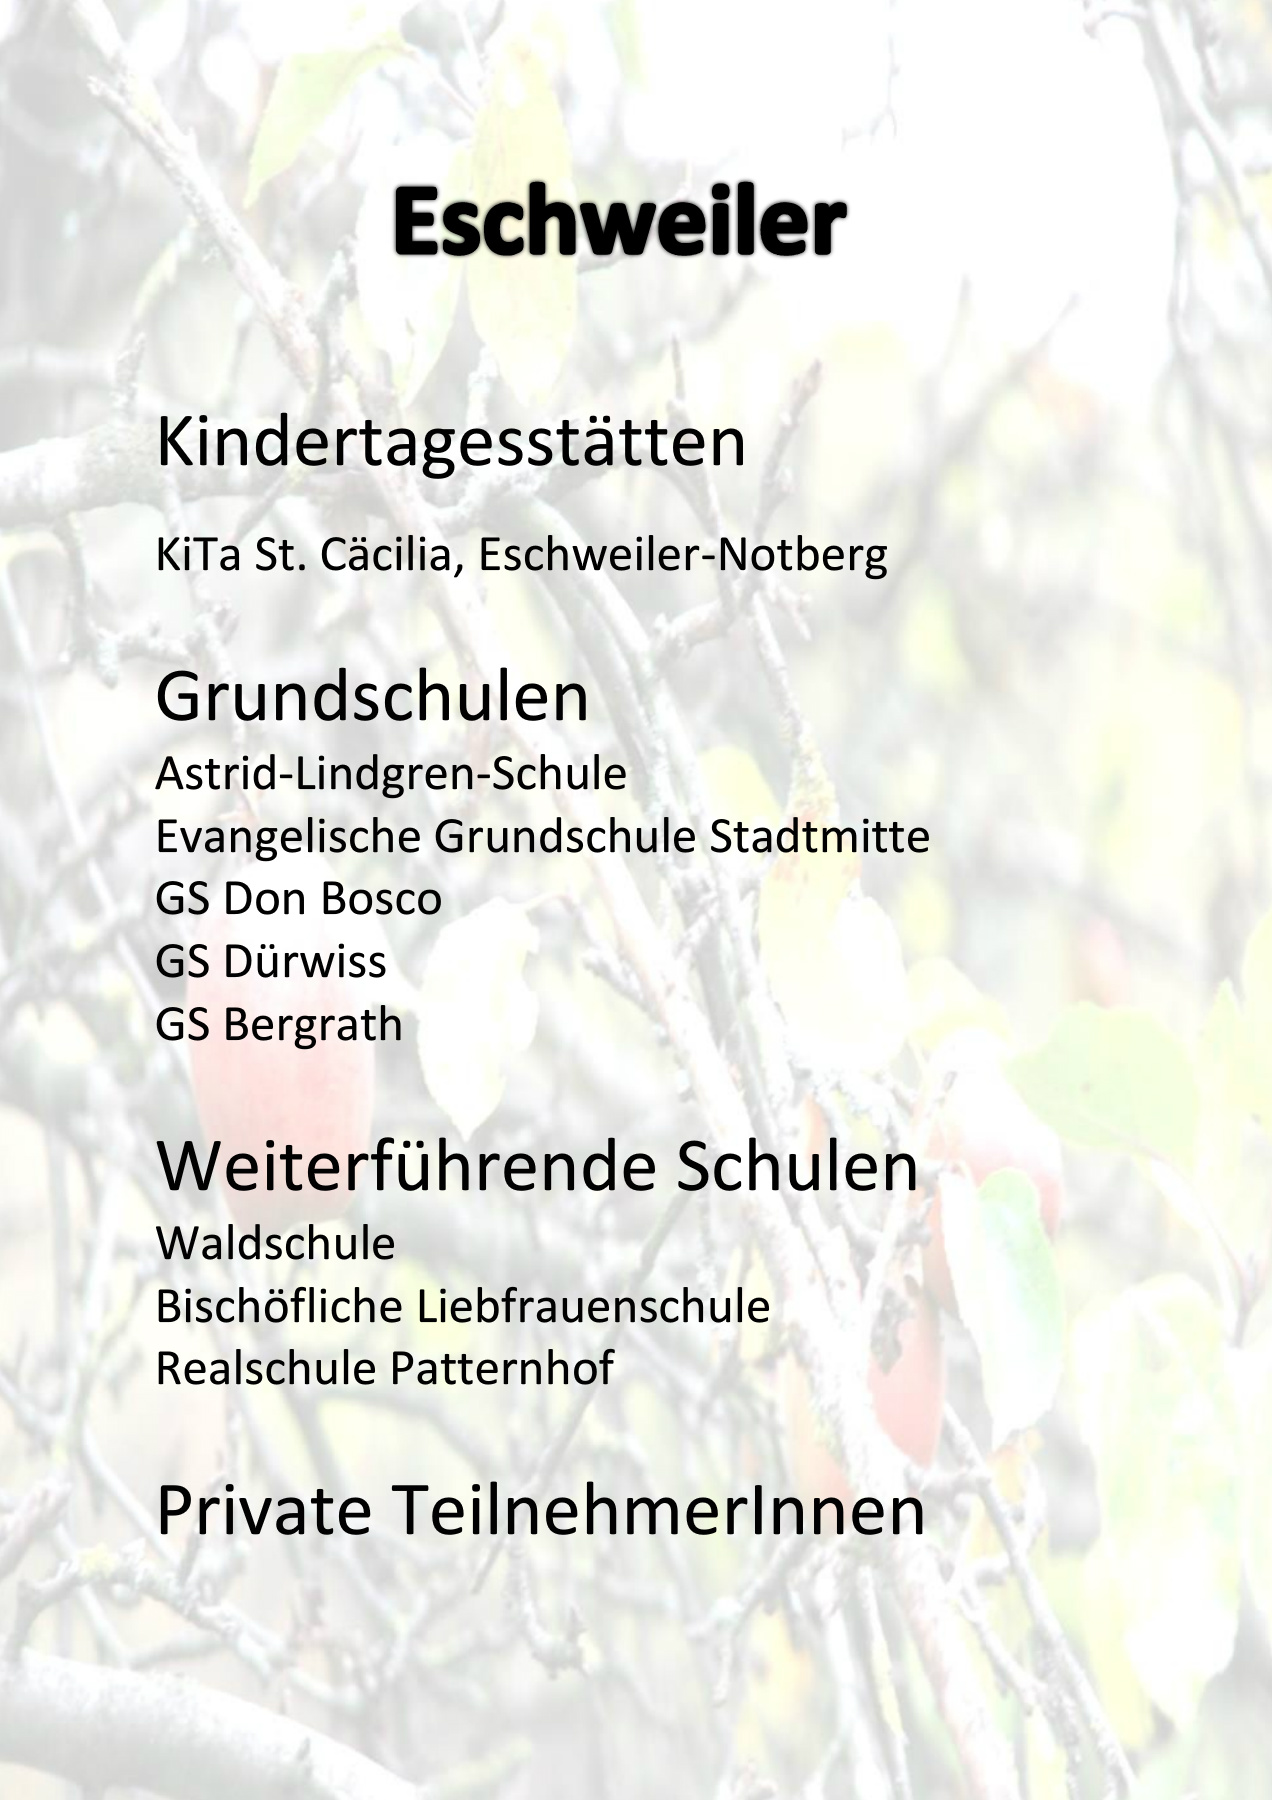 Eschweiler
Kindertagesstätten
KiTa St. Cäcilia, Eschweiler-Notberg
Grundschulen
Astrid-Lindgren-Schule
Evangelische Grundschule Stadtmitte
GS Don Bosco
GS Dürwiss
GS Bergrath
Weiterführende Schulen
Waldschule
Bischöfliche Liebfrauenschule
Realschule Patternhof
Private TeilnehmerInnen